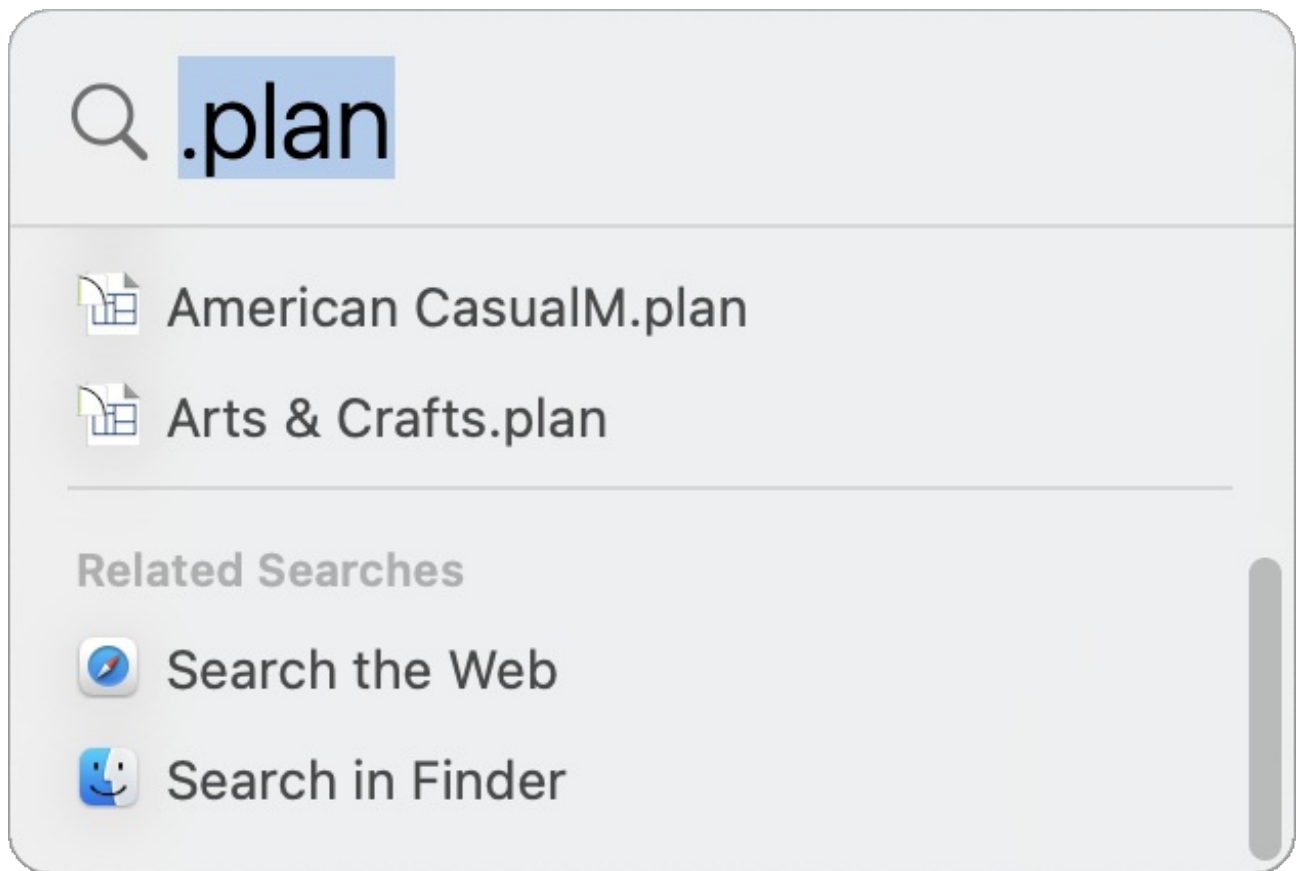 .plan
American CasualM.plan
Arts & Crafts.plan
Related Searches
Search the Web
Search in Finder